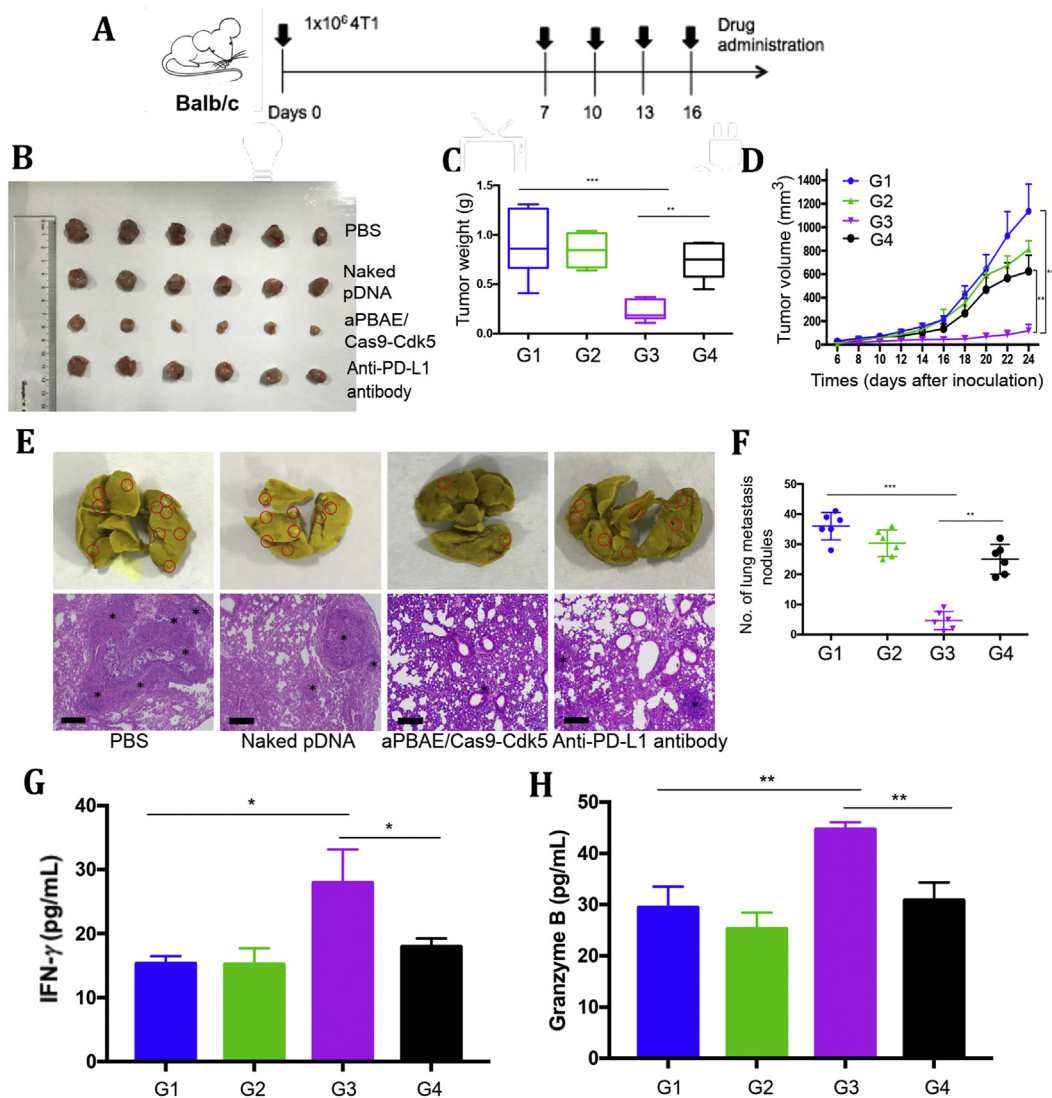 A
1x10⁶ 4T1
Drug
administration
Balb/c
Days 0
7
10
13
16
B
PBS
Naked
pDNA
aPBAE/
Cas9-Cdk5
Anti-PD-L1
antibody
C
Tumor weight (g)
1.5
1.0
0.5
0.0
***
**
G1 G2 G3 G4
D
Tumor volume (mm³)
1400
1200
1000
800
600
400
200
0
G1
G2
G3
G4
**
**
6 8 10 12 14 16 18 20 22 24
Times (days after inoculation)
E
* * * * * *
* * *
*
* *
PBS
Naked pDNA
aPBAE/Cas9-Cdk5
Anti-PD-L1 antibody
F
No. of lung metastasis
nodules
50
40
30
20
10
0
***
**
G1 G2 G3 G4
G
IFN-γ (pg/mL)
40
30
20
10
0
*
*
G1 G2 G3 G4
H
Granzyme B (pg/mL)
50
40
30
20
10
0
**
**
G1 G2 G3 G4